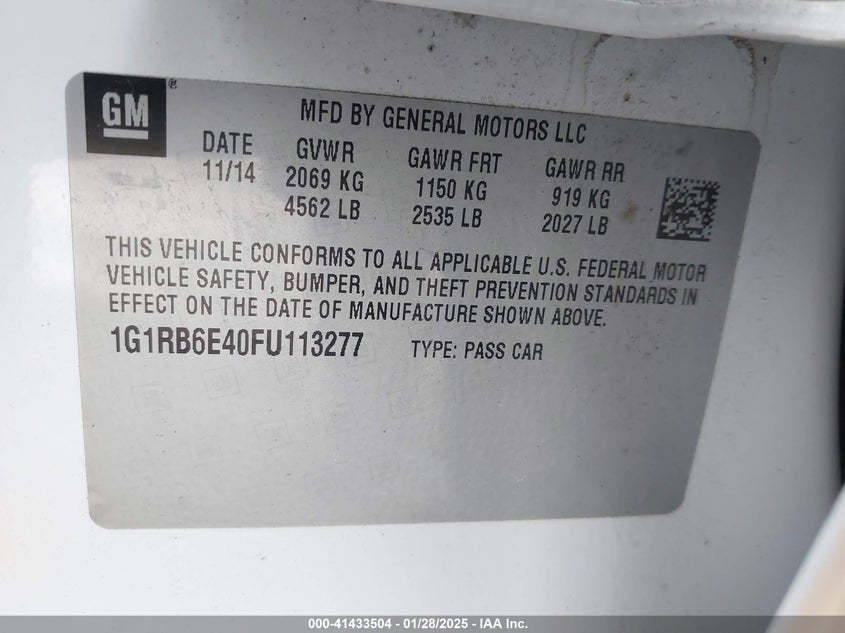 GM®
MFD BY GENERAL MOTORS LLC
DATE GVWR GAWR FRT GAWR RR
11/14 2069 KG 1150 KG 919 KG
4562 LB 2535 LB 2027 LB
THIS VEHICLE CONFORMS TO ALL APPLICABLE U.S. FEDERAL MOTOR
VEHICLE SAFETY, BUMPER, AND THEFT PREVENTION STANDARDS IN
EFFECT ON THE DATE OF MANUFACTURE SHOWN ABOVE.
1G1RB6E40FU113277 TYPE: PASS CAR
000-41433504 - 01/28/2025 - IAA Inc.